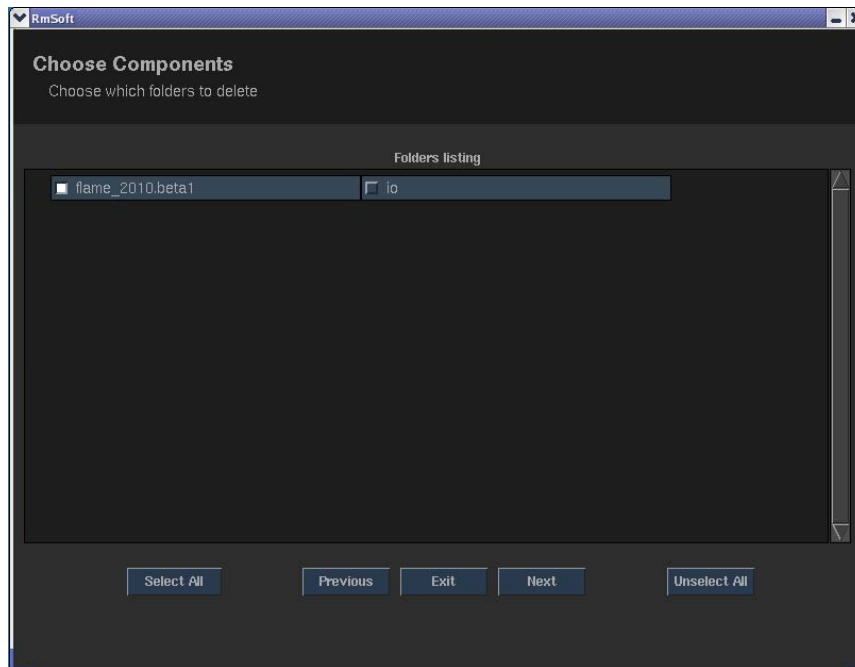 RmSoft
Choose Components
Choose which folders to delete
Folders listing
flame_2010.beta1 io
Select All Previous Exit Next Unselect All